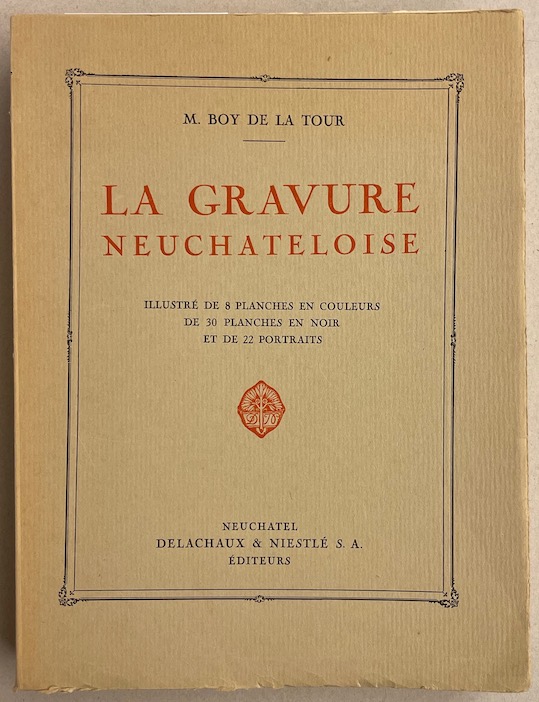 M. BOY DE LA TOUR
LA GRAVURE
NEUCHATELOISE
ILLUSTRÉ DE 8 PLANCHES EN COULEURS
DE 30 PLANCHES EN NOIR
ET DE 22 PORTRAITS
D N
NEUCHATEL
DELACHAUX & NIESTLÉ S. A.
ÉDITEURS